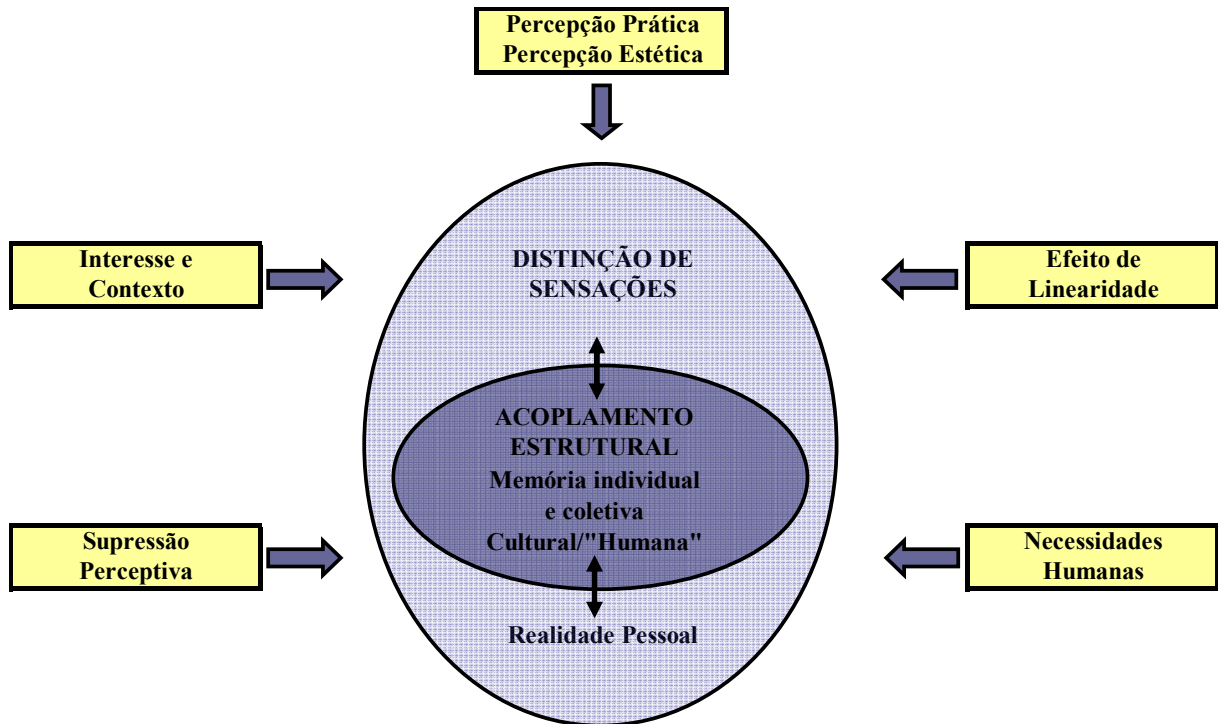 Percepção Prática
Percepção Estética
Interesse e
Contexto
DISTINÇÃO DE
SENSAÇÕES
Efeito de
Linearidade
ACOPLAMENTO
ESTRUTURAL
Memória individual
e coletiva
Cultural/"Humana"
Supressão
Perceptiva
Necessidades
Humanas
Realidade Pessoal